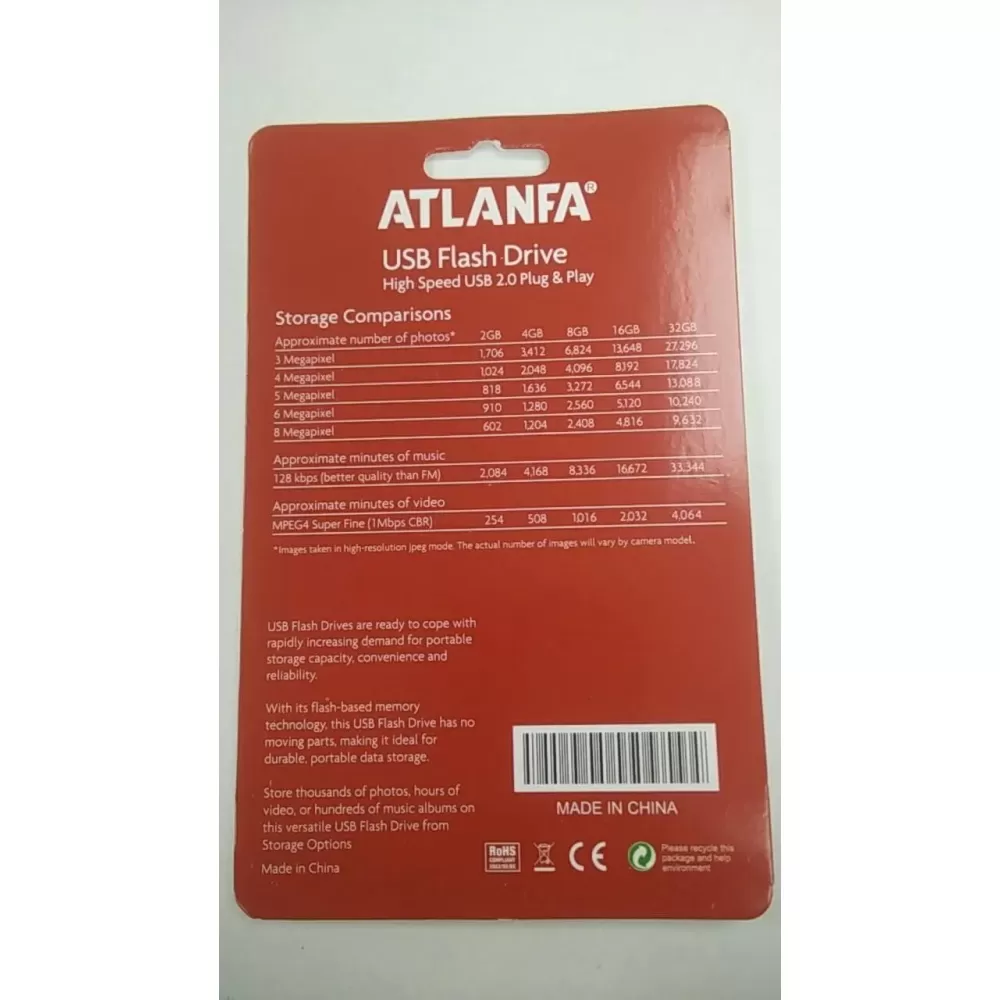 ATLANFA®
USB Flash Drive
High Speed USB 2.0 Plug & Play
Storage Comparisons
Approximate number of photos* 2GB 4GB 8GB 16GB 32GB
3 Megapixel 1,706 3,412 6,824 13,648 27,296
4 Megapixel 1,024 2,048 4,096 8,192 17,824
5 Megapixel 818 1,636 3,272 6,544 13,088
6 Megapixel 910 1,280 2,560 5,120 10,240
8 Megapixel 602 1,204 2,408 4,816 9,632
Approximate minutes of music
128 kbps (better quality than FM) 2,084 4,168 8,336 16,672 33,344
Approximate minutes of video
MPEG4 Super Fine (1Mbps CBR) 254 508 1,016 2,032 4,064
*Images taken in high-resolution jpeg mode. The actual number of images will vary by camera model.
USB Flash Drives are ready to cope with
rapidly increasing demand for portable
storage capacity, convenience and
reliability.
With its flash-based memory
technology, this USB Flash Drive has no
moving parts, making it ideal for
durable, portable data storage.
Store thousands of photos, hours of
video, or hundreds of music albums on
this versatile USB Flash Drive from
Storage Options
Made in China
MADE IN CHINA
RoHS
COMPLIANT
CE
Please recycle this
package and help
environment